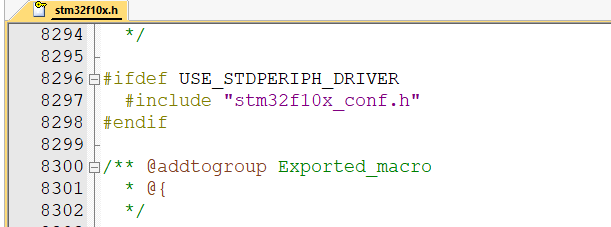 stm32f10x.h
8294 */
8295
8296 #ifdef USE_STDPERIPH_DRIVER
8297 #include "stm32f10x_conf.h"
8298 #endif
8299
8300 /** @addtogroup Exported_macro
8301 * @{
8302 */